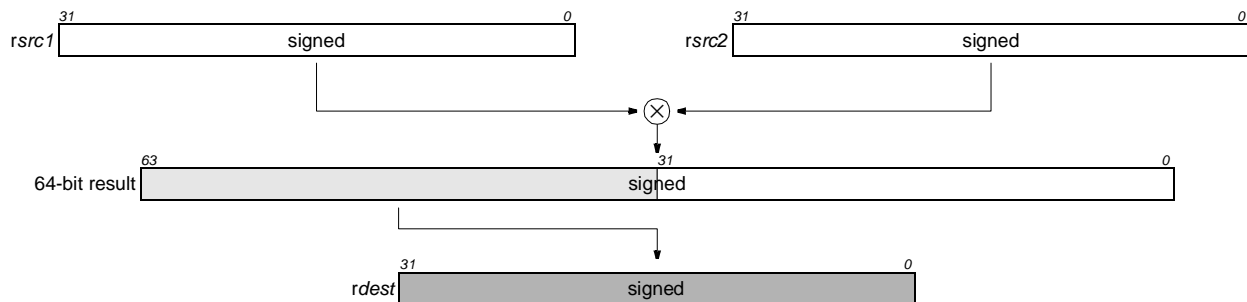 31 0 31 0
rsrc1 signed rsrc2 signed
63 31 0
64-bit result signed
31 0
rdest signed